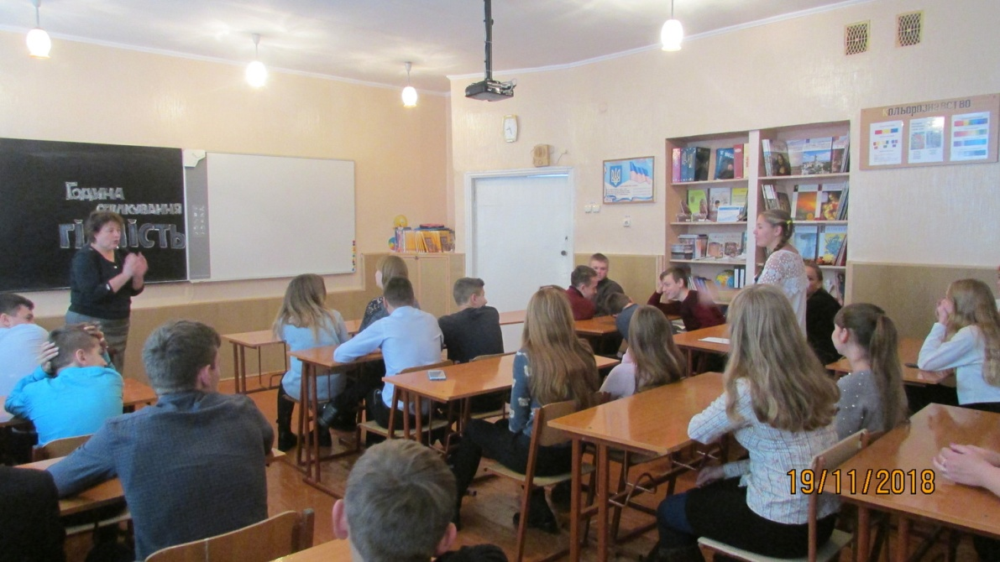 Година
спілкування
гідність
Кольорознавство
19/11/2018